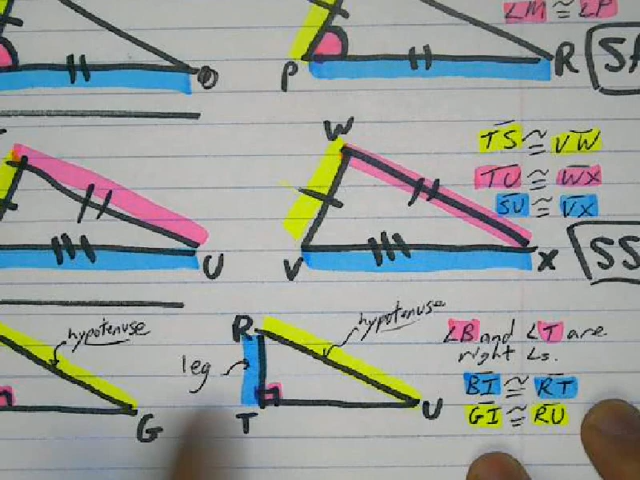 ∠M ≅ ∠P
O
P
R
SA
W
TS ≅ VW
TU ≅ WX
SU ≅ VX
U
V
X
SS
hypotenuse
hypotenuse
R
∠B and ∠T are
right ∠s.
leg
BI ≅ RT
GI ≅ RU
G
T
U